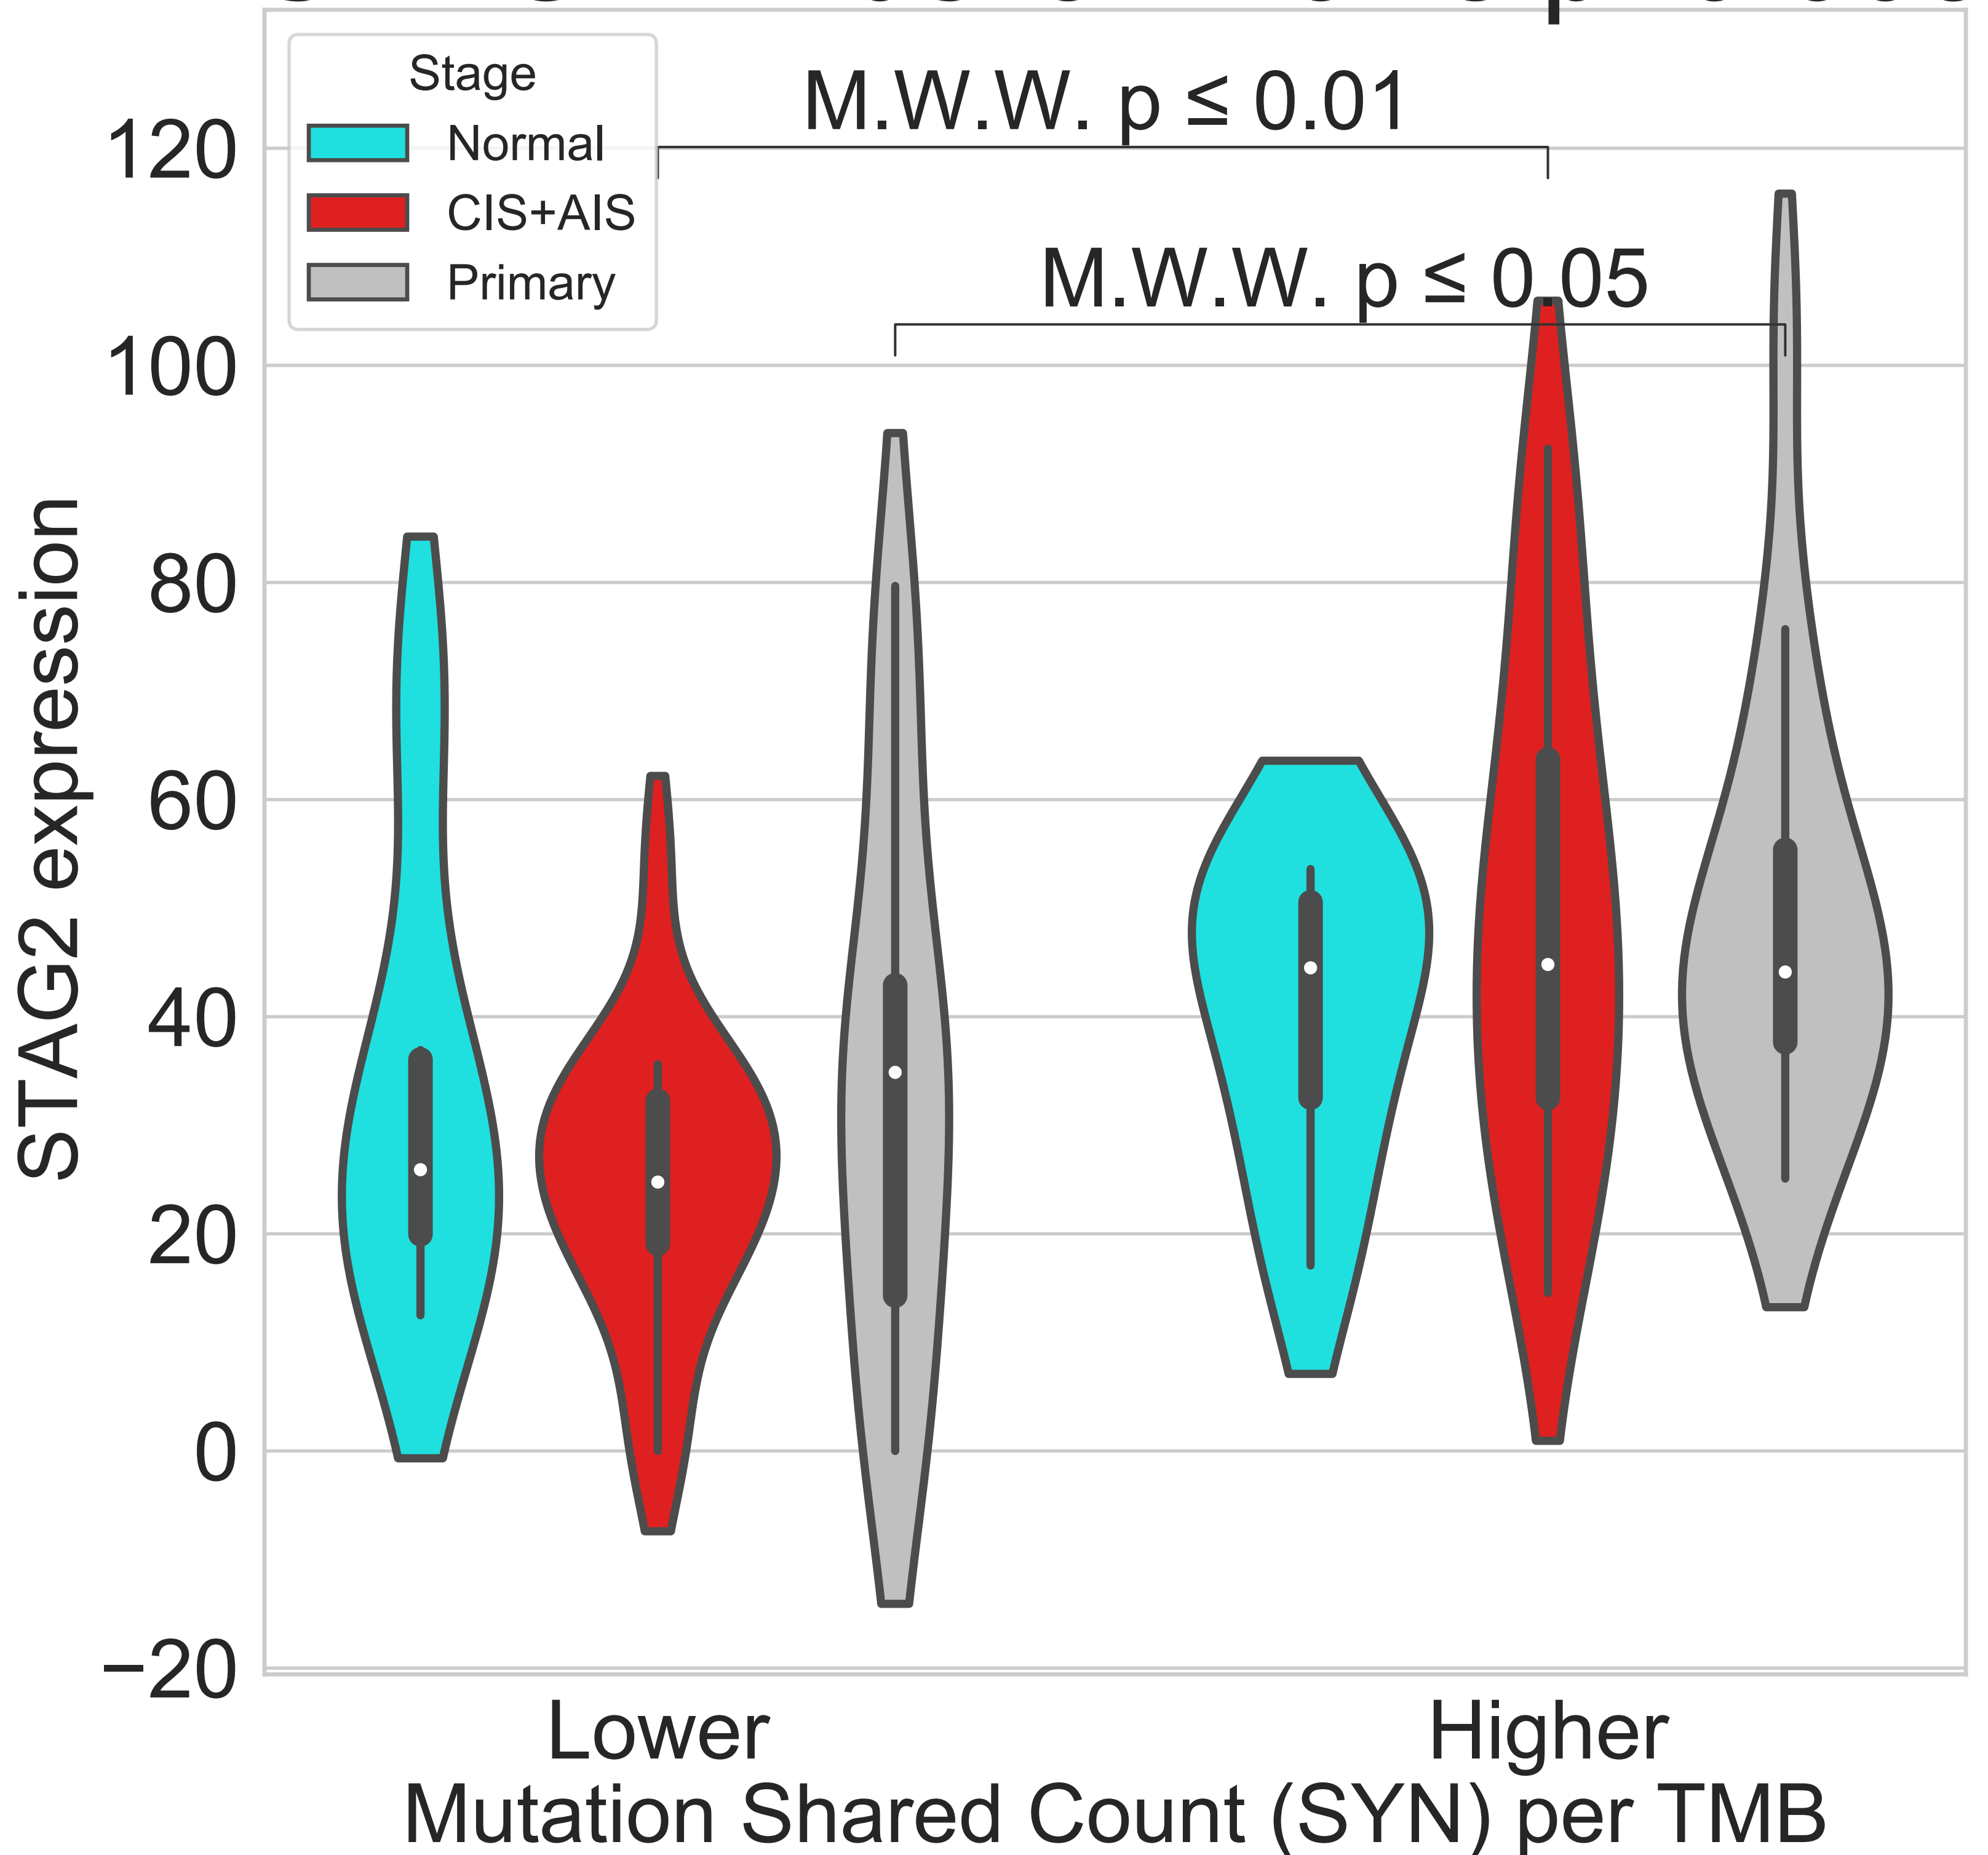 Stage
Normal
CIS+AIS
Primary
M.W.W. p ≤ 0.01
M.W.W. p ≤ 0.05
120
100
80
60
40
20
0
−20
STAG2 expression
Lower
Higher
Mutation Shared Count (SYN) per TMB